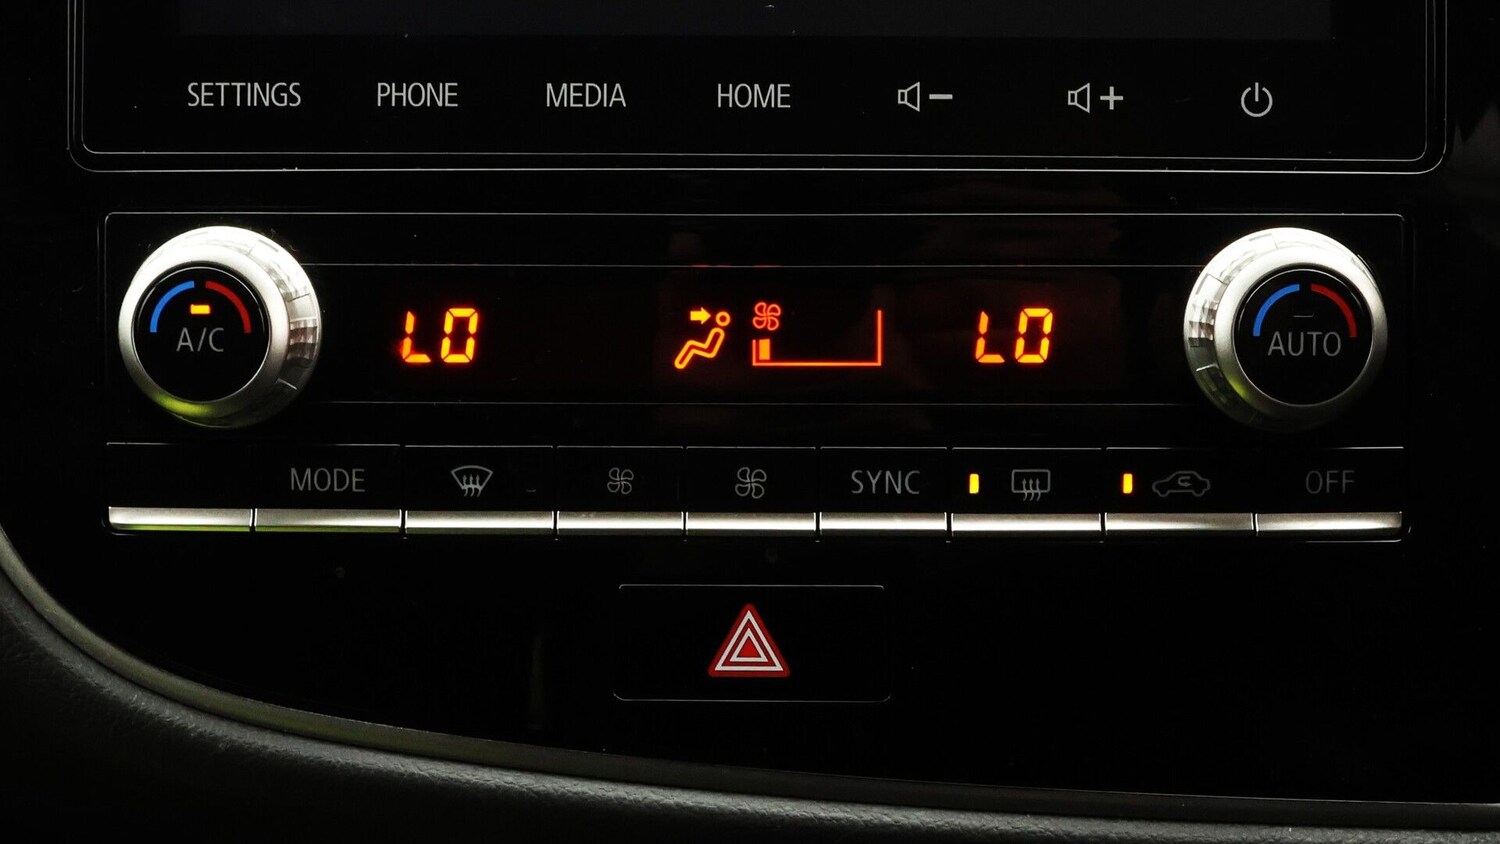 SETTINGS PHONE MEDIA HOME
A/C LO LO AUTO
MODE SYNC OFF